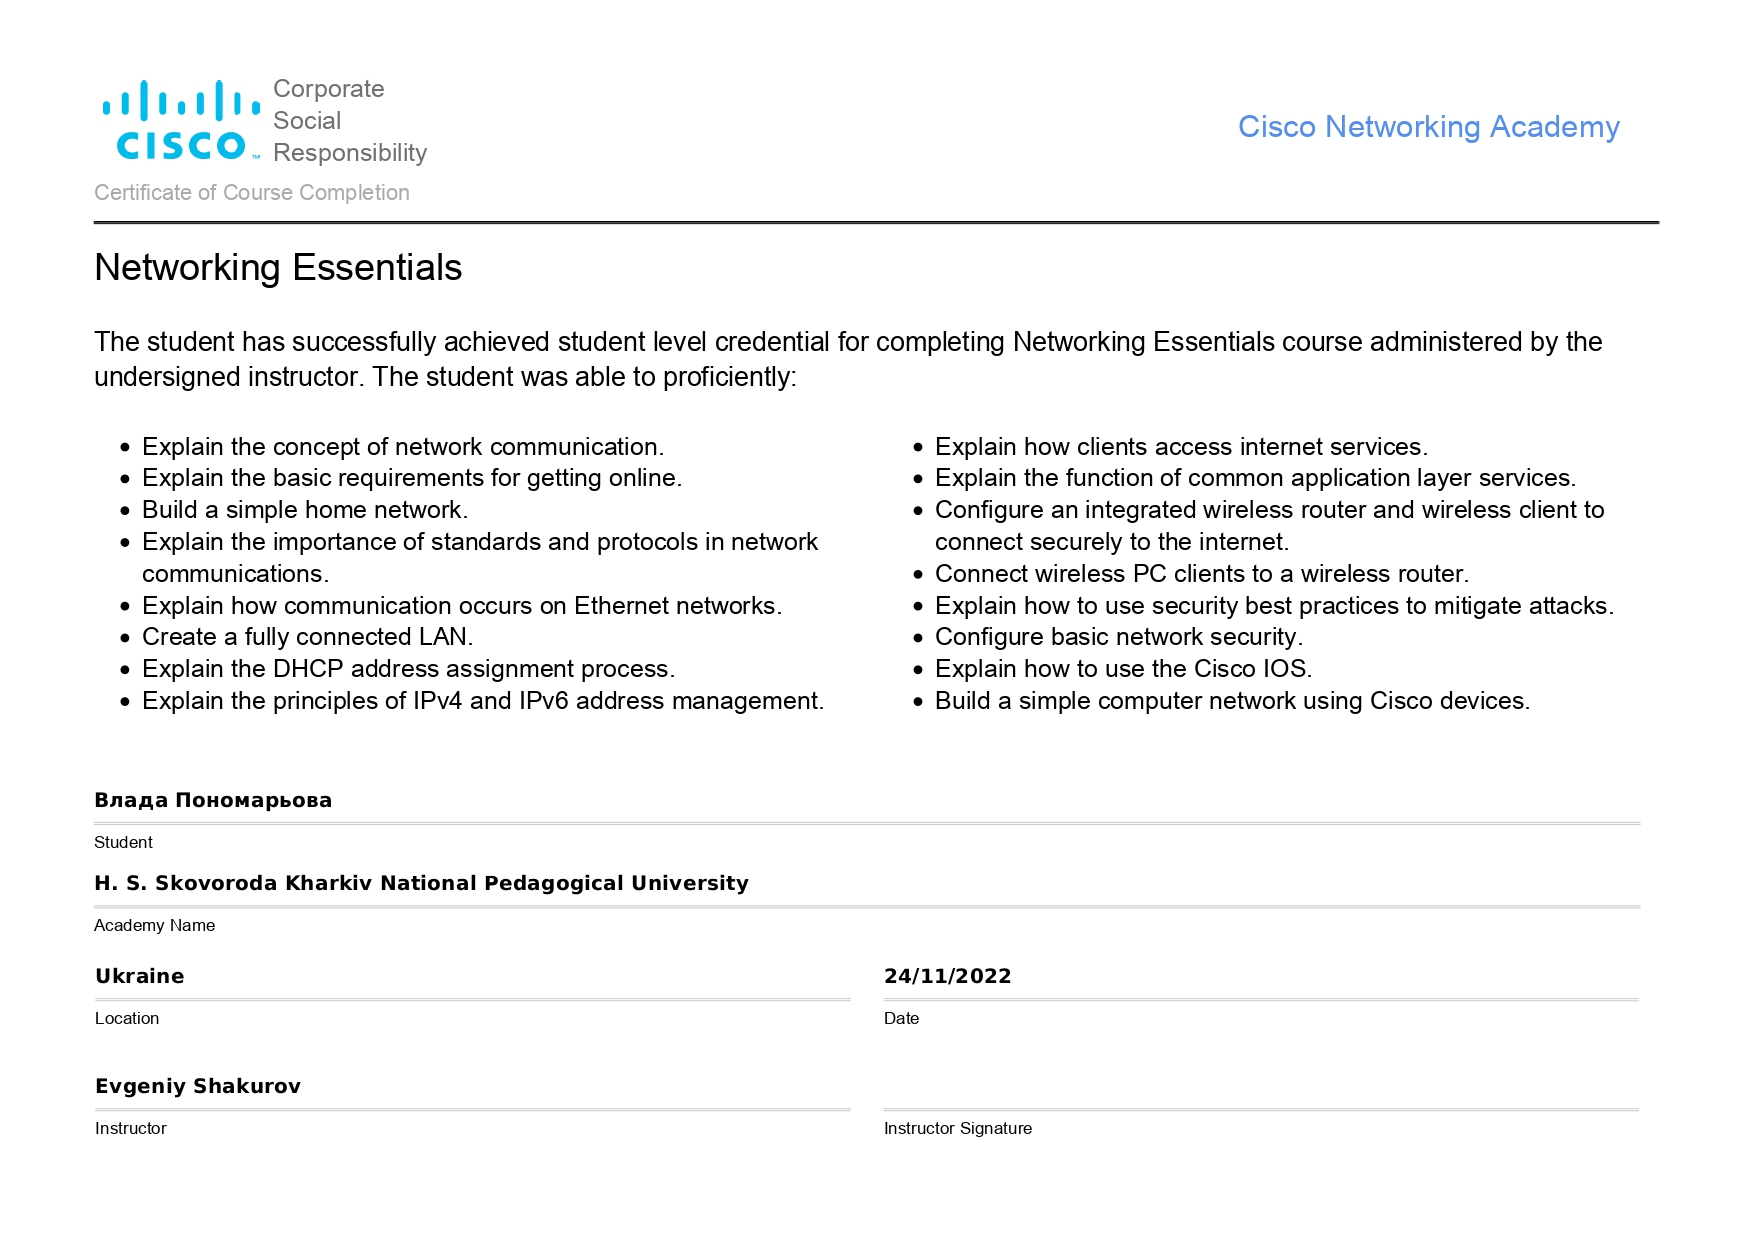 Corporate
Social
Responsibility
CISCO™
Cisco Networking Academy
Certificate of Course Completion
Networking Essentials
The student has successfully achieved student level credential for completing Networking Essentials course administered by the
undersigned instructor. The student was able to proficiently:
• Explain the concept of network communication.
• Explain the basic requirements for getting online.
• Build a simple home network.
• Explain the importance of standards and protocols in network
communications.
• Explain how communication occurs on Ethernet networks.
• Create a fully connected LAN.
• Explain the DHCP address assignment process.
• Explain the principles of IPv4 and IPv6 address management.
• Explain how clients access internet services.
• Explain the function of common application layer services.
• Configure an integrated wireless router and wireless client to
connect securely to the internet.
• Connect wireless PC clients to a wireless router.
• Explain how to use security best practices to mitigate attacks.
• Configure basic network security.
• Explain how to use the Cisco IOS.
• Build a simple computer network using Cisco devices.
Влада Пономарьова
Student
H. S. Skovoroda Kharkiv National Pedagogical University
Academy Name
Ukraine
Location
24/11/2022
Date
Evgeniy Shakurov
Instructor
Instructor Signature